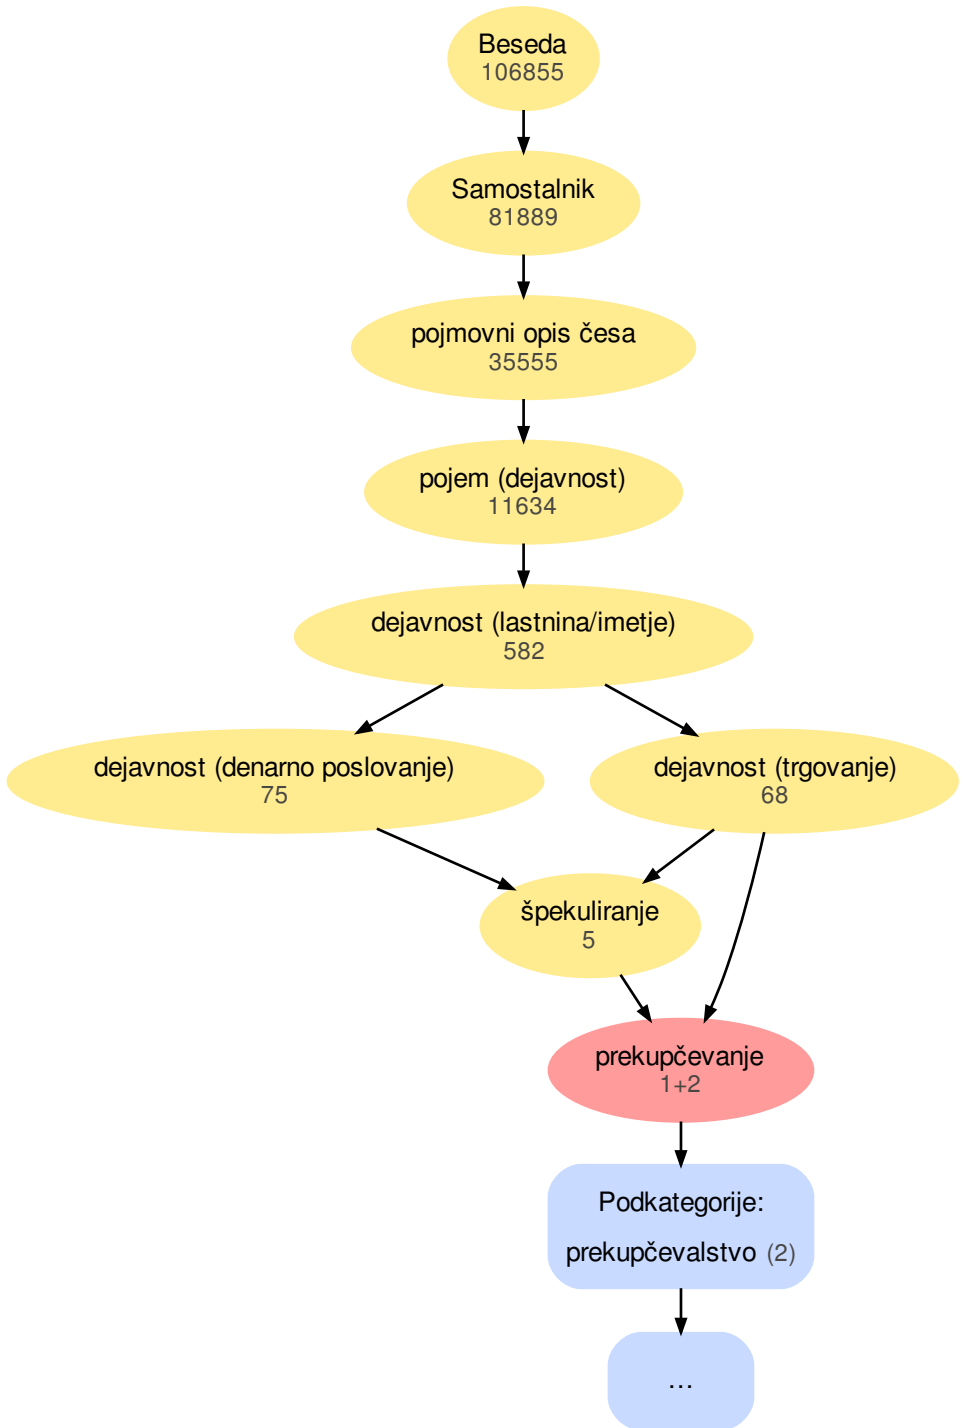 Beseda
106855
Samostalnik
81889
pojmovni opis česa
35555
pojem (dejavnost)
11634
dejavnost (lastnina/imetje)
582
dejavnost (denarno poslovanje)
75
dejavnost (trgovanje)
68
špekuliranje
5
prekupčevanje
1+2
Podkategorije:
prekupčevalstvo (2)
...